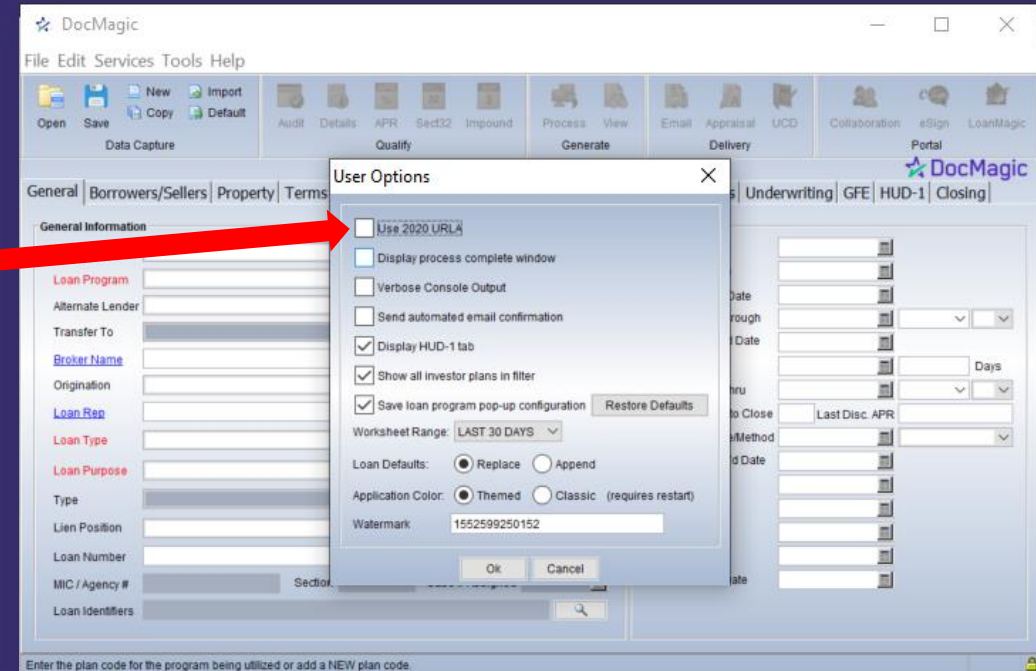 DocMagic
File Edit Services Tools Help
Open Save New Copy Import Default
Audit Details APR Sect32 Impound
Process View
Email Appraisal UCD
Collaboration eSign LoanMagic
Data Capture Qualify Generate Delivery Portal
DocMagic
General Borrowers/Sellers Property Terms Underwriting GFE HUD-1 Closing
General Information
Loan Program
Alternate Lender
Transfer To
Broker Name
Origination
Loan Rep
Loan Type
Loan Purpose
Type
Lien Position
Loan Number
MIC / Agency #
Loan Identifiers
User Options
Use 2020 URLA
Display process complete window
Verbose Console Output
Send automated email confirmation
Display HUD-1 tab
Show all investor plans in filter
Save loan program pop-up configuration Restore Defaults
Worksheet Range: LAST 30 DAYS
Loan Defaults: Replace Append
Application Color: Themed Classic (requires restart)
Watermark 1552599250152
Ok Cancel
Date
rough
Date
Days
to Close Last Disc. APR
Method
Date
Enter the plan code for the program being utilized or add a NEW plan code.